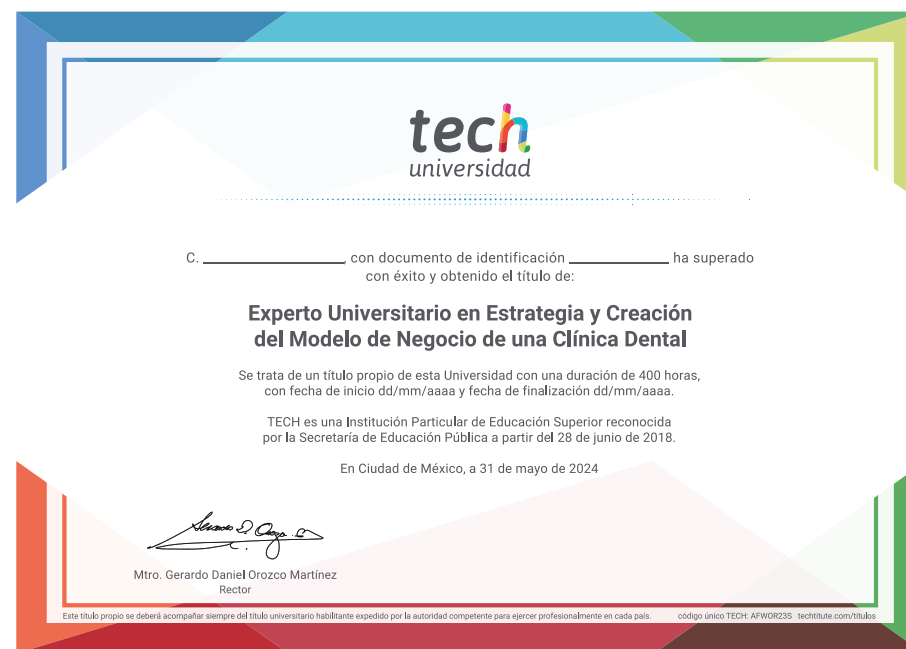 tech
universidad
C. ____________________, con documento de identificación ______________ ha superado
con éxito y obtenido el título de:
Experto Universitario en Estrategia y Creación
del Modelo de Negocio de una Clínica Dental
Se trata de un título propio de esta Universidad con una duración de 400 horas,
con fecha de inicio dd/mm/aaaa y fecha de finalización dd/mm/aaaa.
TECH es una Institución Particular de Educación Superior reconocida
por la Secretaría de Educación Pública a partir del 28 de junio de 2018.
En Ciudad de México, a 31 de mayo de 2024
Mtro. Gerardo Daniel Orozco Martínez
Rector
Este título propio se deberá acompañar siempre del título universitario habilitante expedido por la autoridad competente para ejercer profesionalmente en cada país. código único TECH: AFWOR23S techtitute.com/titulos